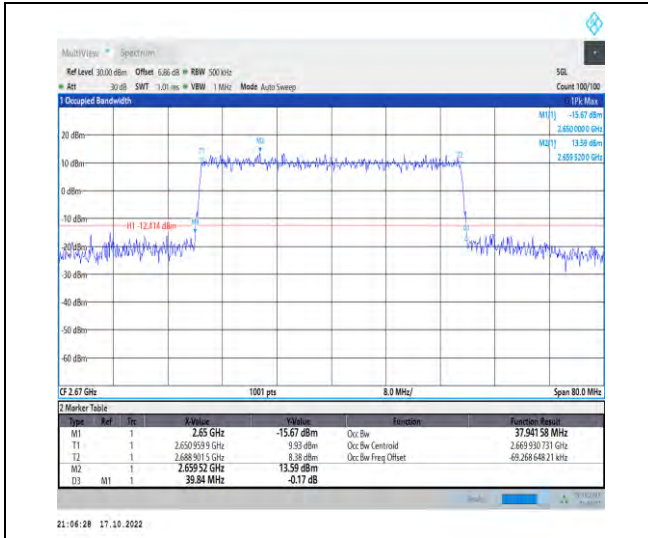 MultiView Spectrum
Ref Level 30.00 dBm Offset 6.86 dB RBW 500 kHz SGL
Att 30 dB SWT 1.01 ms VBW 1 MHz Mode Auto Sweep Count 100/100
1 Occupied Bandwidth 1Pk Max
M1[1] -15.67 dBm
2.650 000 0 GHz
M2[1] 13.59 dBm
2.659 520 0 GHz
20 dBm
M2
10 dBm
0 dBm
-10 dBm
H1 -12.414 dBm
M1
-20 dBm
-30 dBm
-40 dBm
-50 dBm
-60 dBm
CF 2.67 GHz 1001 pts 8.0 MHz/ Span 80.0 MHz
2 Marker Table
Type Ref Trc X-Value Y-Value Function Function Result
M1 1 2.65 GHz -15.67 dBm Occ Bw 37.941 58 MHz
T1 1 2.650 959 9 GHz 9.93 dBm Occ Bw Centroid 2.669 930 731 GHz
T2 1 2.688 901 5 GHz 8.38 dBm Occ Bw Freq Offset -69.268 648 21 kHz
M2 1 2.659 52 GHz 13.59 dBm
D3 M1 1 39.84 MHz -0.17 dB
21:06:28 17.10.2022